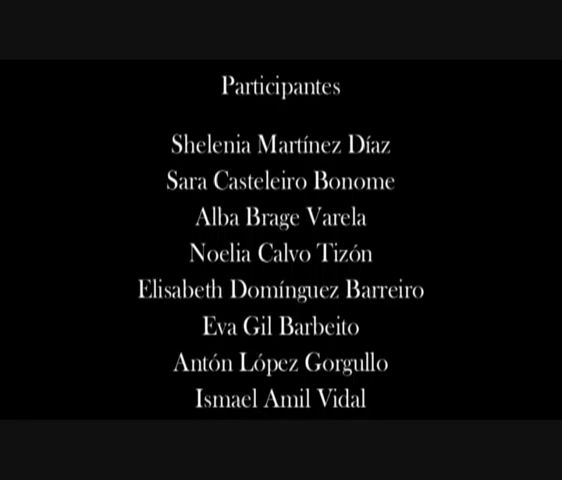 Participantes
Shelenia Martínez Díaz
Sara Casteleiro Bonome
Alba Brage Varela
Noelia Calvo Tizón
Elisabeth Domínguez Barreiro
Eva Gil Barbeito
Antón López Gorgullo
Ismael Amil Vidal